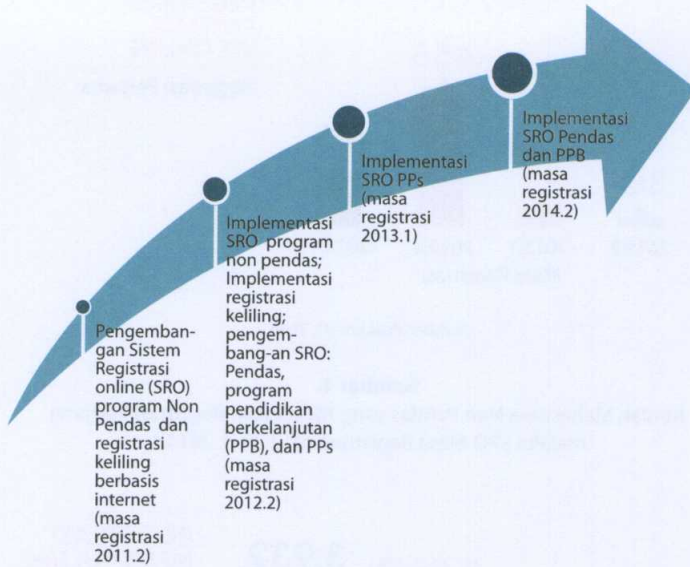 Pengemban-
gan Sistem
Registrasi
online (SRO)
program Non
Pendas dan
registrasi
keliling
berbasis
internet
(masa
registrasi
2011.2)
Implementasi
SRO program
non pendas;
Implementasi
registrasi
keliling;
pengem-
bang-an SRO:
Pendas,
program
pendidikan
berkelanjutan
(PPB), dan PPs
(masa
registrasi
2012.2)
Implementasi
SRO PPs
(masa
registrasi
2013.1)
Implementasi
SRO Pendas
dan PPB
(masa
registrasi
2014.2)